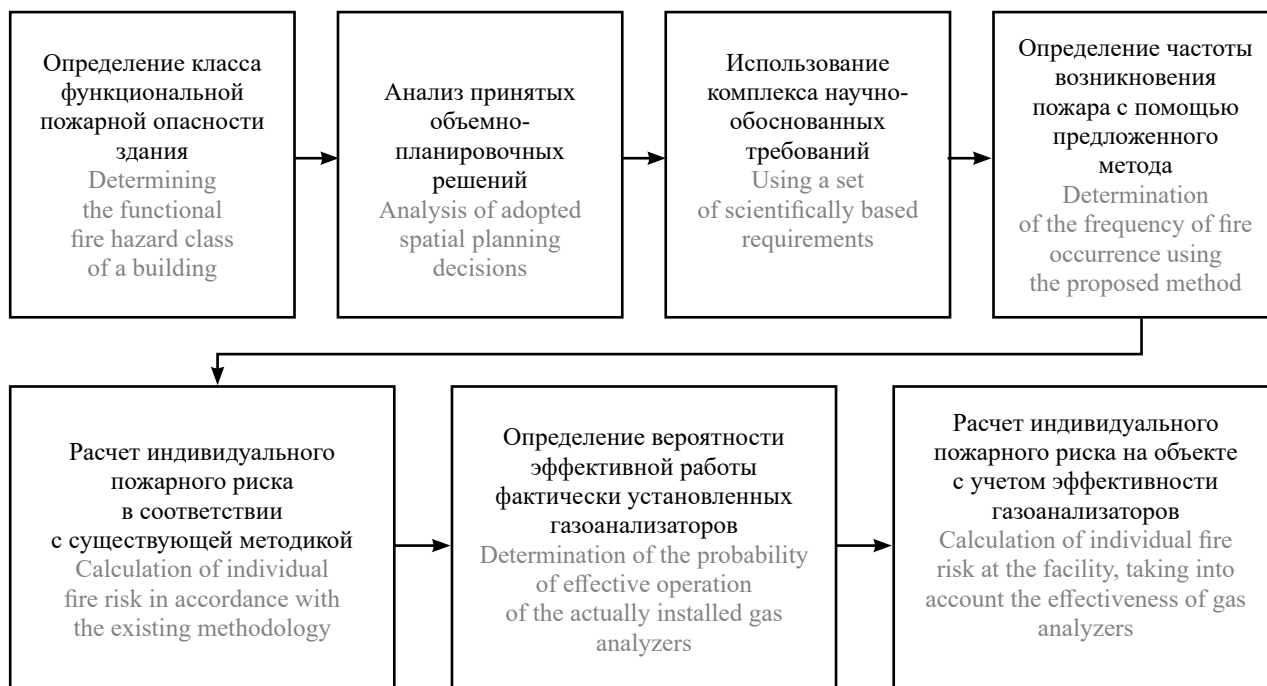 Определение класса
функциональной
пожарной опасности
здания
Determining
the functional
fire hazard class
of a building
Анализ принятых
объемно-
планировочных
решений
Analysis of adopted
spatial planning
decisions
Использование
комплекса научно-
обоснованных
требований
Using a set
of scientifically based
requirements
Определение частоты
возникновения
пожара с помощью
предложенного
метода
Determination
of the frequency of fire
occurrence using
the proposed method
Расчет индивидуального
пожарного риска
в соответствии
с существующей методикой
Calculation of individual
fire risk in accordance with
the existing methodology
Определение вероятности
эффективной работы
фактически установленных
газоанализаторов
Determination of the probability
of effective operation
of the actually installed gas
analyzers
Расчет индивидуального
пожарного риска на объекте
с учетом эффективности
газоанализаторов
Calculation of individual fire
risk at the facility, taking into
account the effectiveness of gas
analyzers